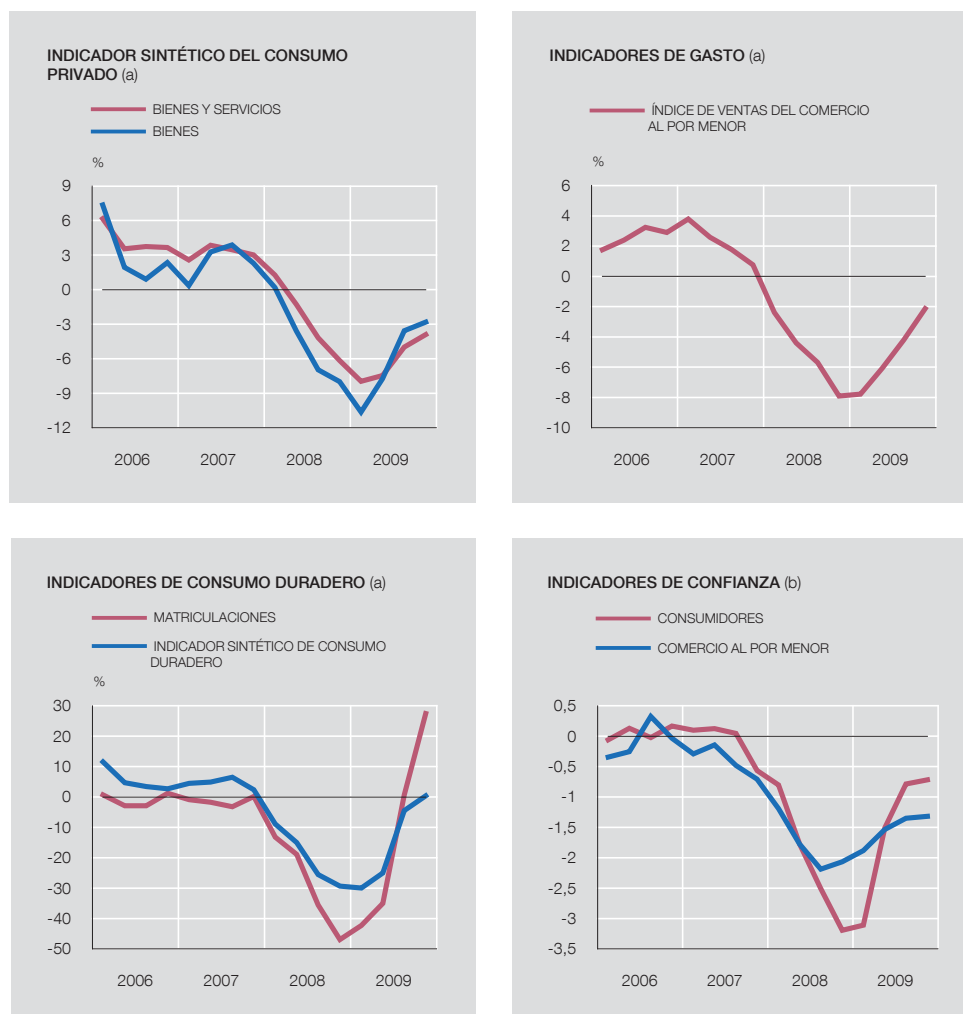 INDICADOR SINTÉTICO DEL CONSUMO
PRIVADO (a)
BIENES Y SERVICIOS
BIENES
%
9
6
3
0
-3
-6
-9
-12
2006 2007 2008 2009
INDICADORES DE GASTO (a)
ÍNDICE DE VENTAS DEL COMERCIO
AL POR MENOR
%
6
4
2
0
-2
-4
-6
-8
-10
2006 2007 2008 2009
INDICADORES DE CONSUMO DURADERO (a)
MATRICULACIONES
INDICADOR SINTÉTICO DE CONSUMO
DURADERO
%
30
20
10
0
-10
-20
-30
-40
-50
2006 2007 2008 2009
INDICADORES DE CONFIANZA (b)
CONSUMIDORES
COMERCIO AL POR MENOR
0,5
0
-0,5
-1
-1,5
-2
-2,5
-3
-3,5
2006 2007 2008 2009